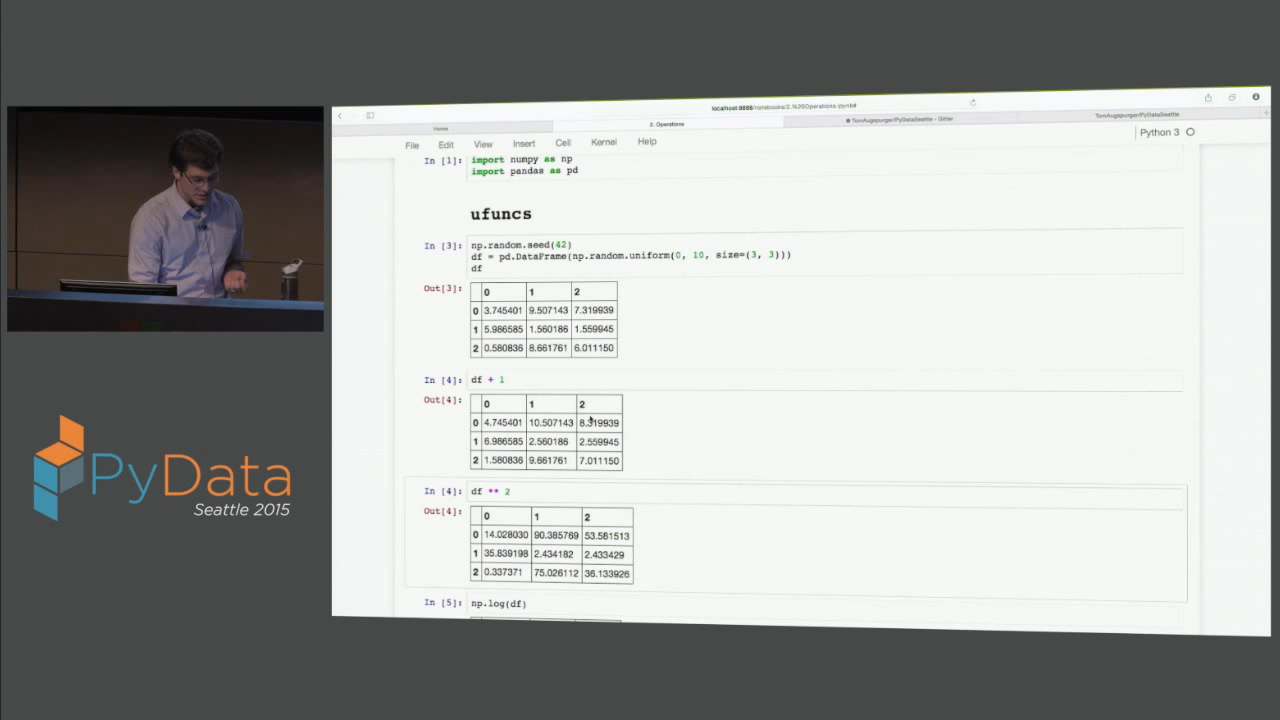 localhost:8888/notebooks/2.%20Operations.ipynb#
Home
2. Operations
TomAugspurger/PyDataSeattle - Gitter
TomAugspurger/PyDataSeattle
File Edit View Insert Cell Kernel Help
Python 3
In [1]: import numpy as np
import pandas as pd
ufuncs
In [3]: np.random.seed(42)
df = pd.DataFrame(np.random.uniform(0, 10, size=(3, 3)))
df
Out[3]:
0 1 2
0 3.745401 9.507143 7.319939
1 5.986585 1.560186 1.559945
2 0.580836 8.661761 6.011150
In [4]: df + 1
Out[4]:
0 1 2
0 4.745401 10.507143 8.319939
1 6.986585 2.560186 2.559945
2 1.580836 9.661761 7.011150
In [4]: df ** 2
Out[4]:
0 1 2
0 14.028030 90.385769 53.581513
1 35.839198 2.434182 2.433429
2 0.337371 75.026112 36.133926
In [5]: np.log(df)
PyData
Seattle 2015